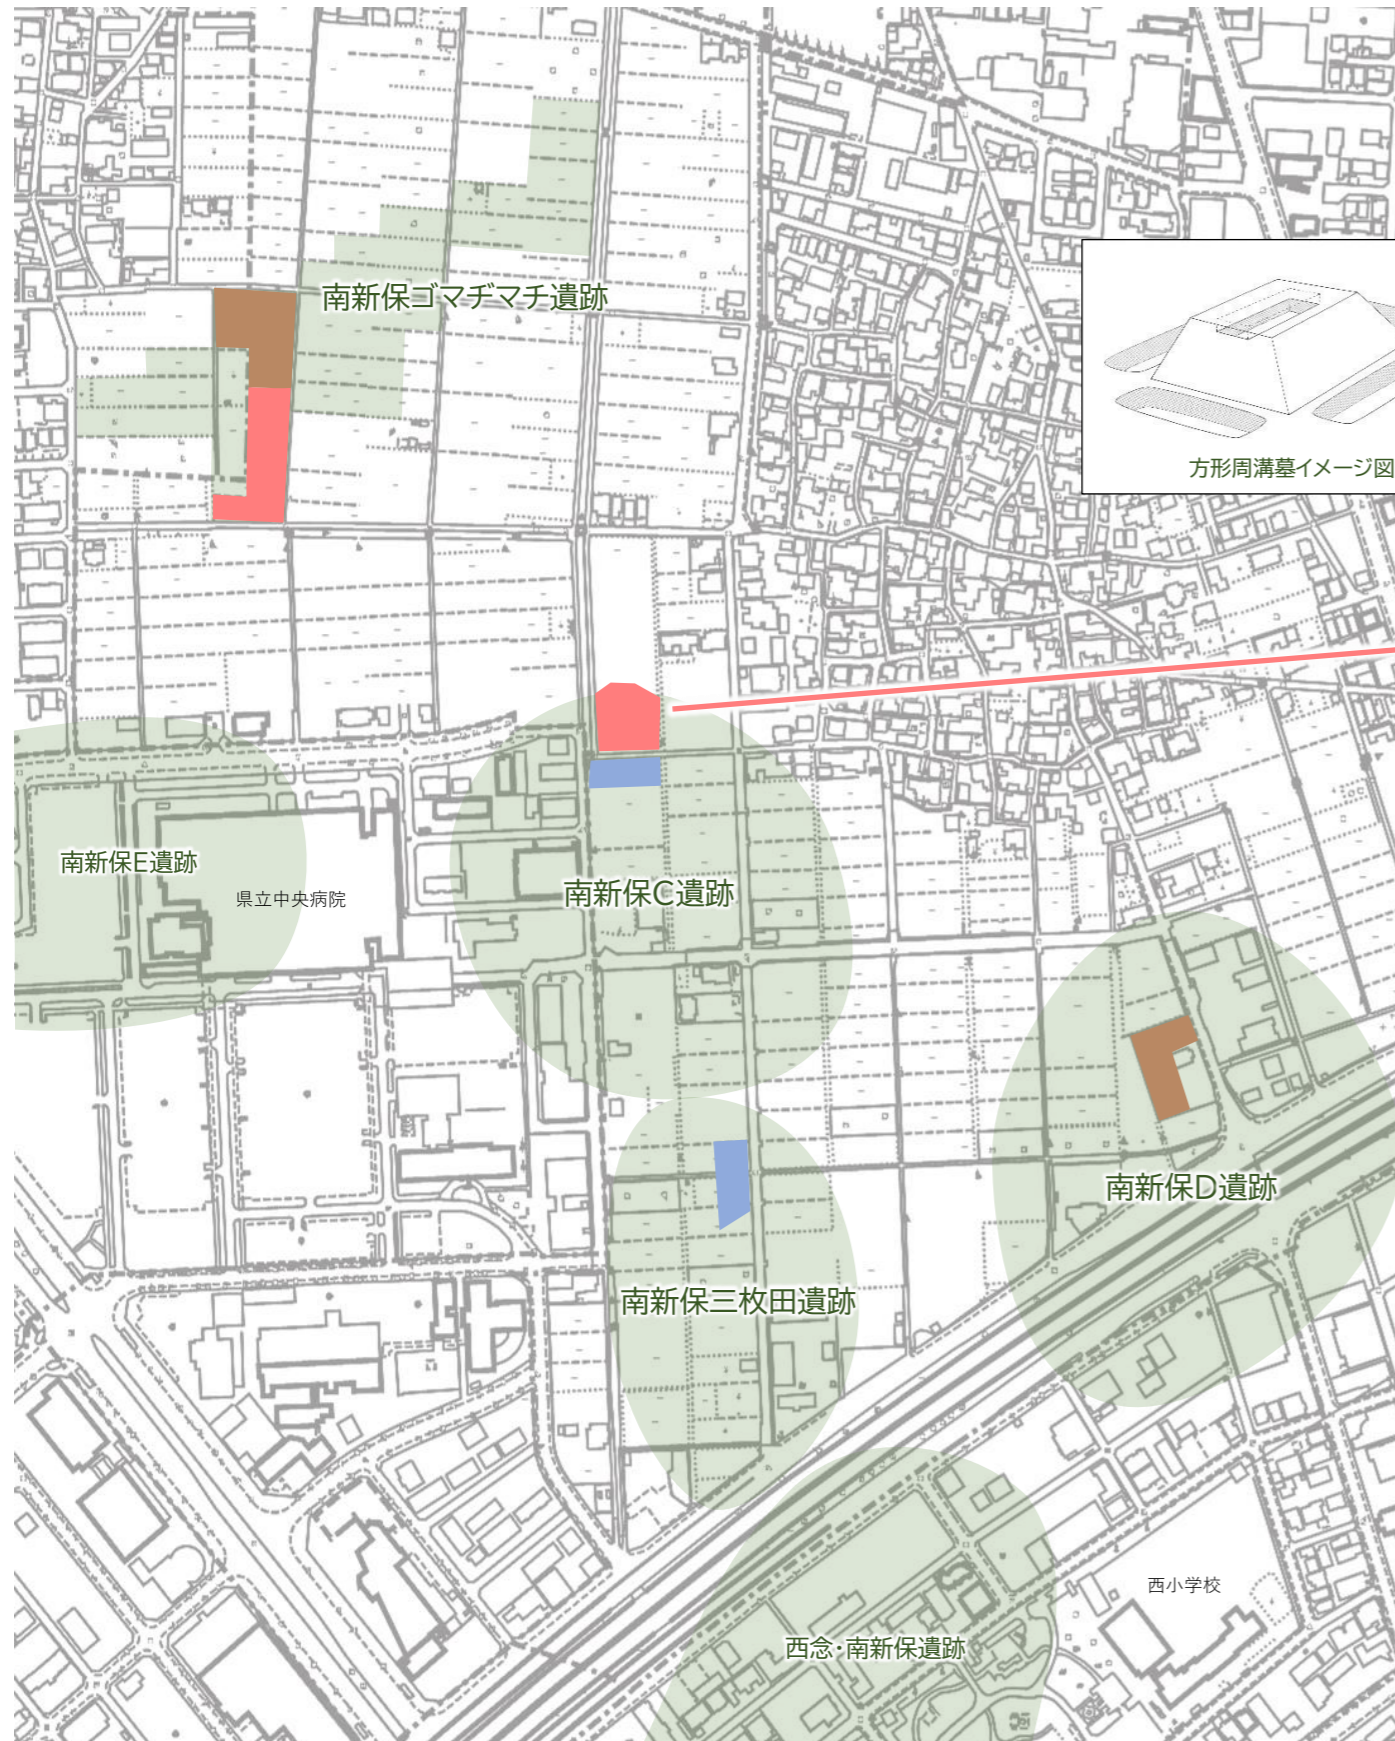 南新保ゴマヂマチ遺跡
方形周溝墓イメージ図
南新保E遺跡
県立中央病院
南新保C遺跡
南新保D遺跡
南新保三枚田遺跡
西小学校
西念･南新保遺跡